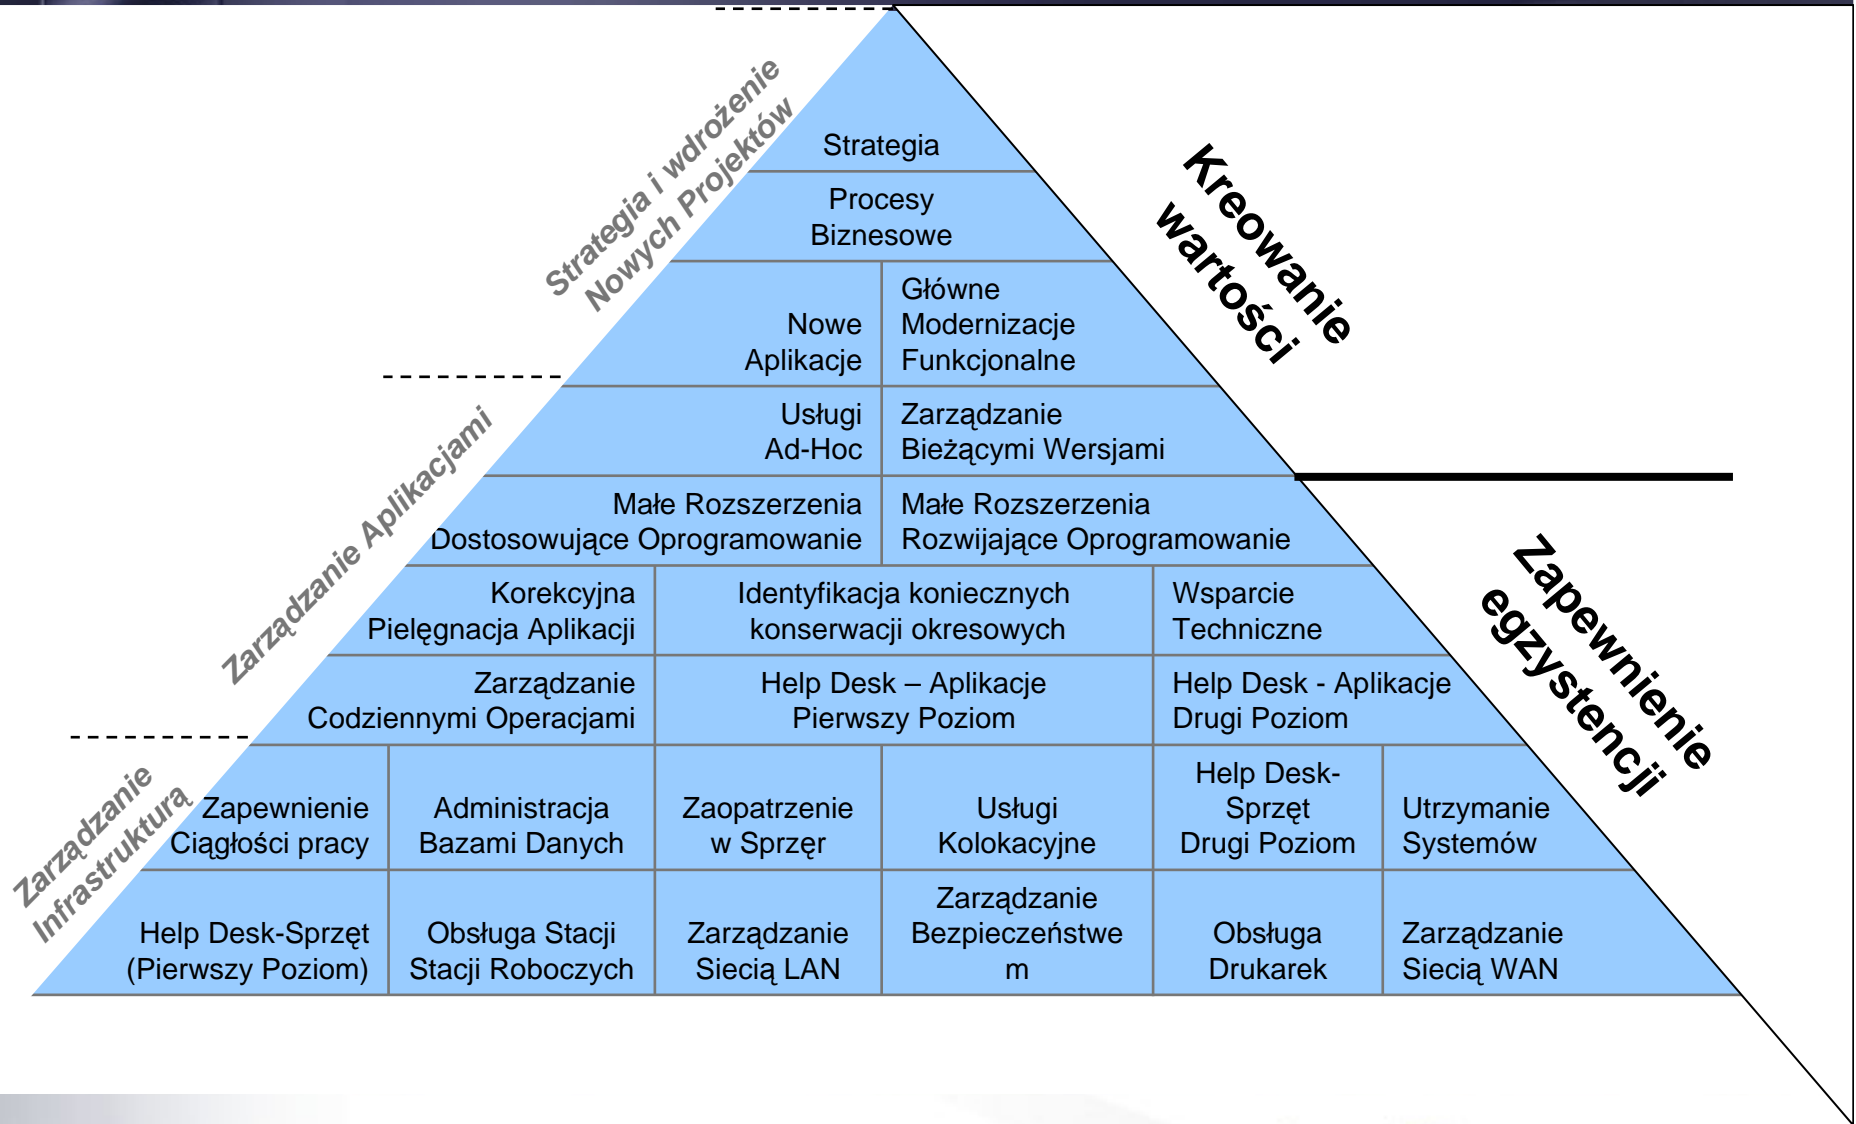 Strategia i wdrożenie
Nowych Projektów
Zarządzanie Aplikacjami
Zarządzanie
Infrastrukturą
Strategia
Procesy
Biznesowe
Nowe
Aplikacje
Główne
Modernizacje
Funkcjonalne
Usługi
Ad-Hoc
Zarządzanie
Bieżącymi Wersjami
Małe Rozszerzenia
Dostosowujące Oprogramowanie
Małe Rozszerzenia
Rozwijające Oprogramowanie
Korekcyjna
Pielęgnacja Aplikacji
Identyfikacja koniecznych
konserwacji okresowych
Wsparcie
Techniczne
Zarządzanie
Codziennymi Operacjami
Help Desk – Aplikacje
Pierwszy Poziom
Help Desk - Aplikacje
Drugi Poziom
Zapewnienie
Ciągłości pracy
Administracja
Bazami Danych
Zaopatrzenie
w Sprzęr
Usługi
Kolokacyjne
Help Desk-
Sprzęt
Drugi Poziom
Utrzymanie
Systemów
Help Desk-Sprzęt
(Pierwszy Poziom)
Obsługa Stacji
Stacji Roboczych
Zarządzanie
Siecią LAN
Zarządzanie
Bezpieczeństwe
m
Obsługa
Drukarek
Zarządzanie
Siecią WAN
Kreowanie
wartości
Zapewnienie
egzystencji